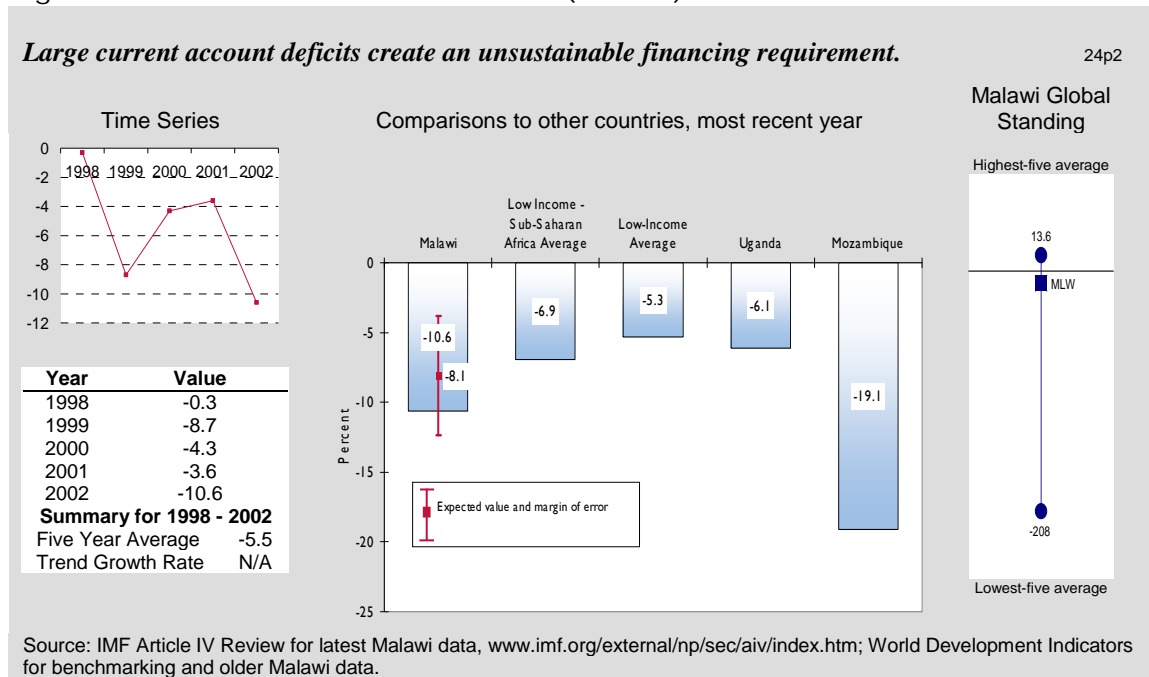 Large current account deficits create an unsustainable financing requirement.
24p2
Time Series
0
-2
-4
-6
-8
-10
-12
1998 1999 2000 2001 2002
Year Value
1998 -0.3
1999 -8.7
2000 -4.3
2001 -3.6
2002 -10.6
Summary for 1998 - 2002
Five Year Average -5.5
Trend Growth Rate N/A
Comparisons to other countries, most recent year
Malawi
Low Income -
Sub-Saharan
Africa Average
Low-Income
Average
Uganda
Mozambique
Percent
0
-5
-10
-15
-20
-25
-10.6
-8.1
-6.9
-5.3
-6.1
-19.1
Expected value and margin of error
Malawi Global
Standing
Highest-five average
13.6
MLW
-208
Lowest-five average
Source: IMF Article IV Review for latest Malawi data, www.imf.org/external/np/sec/aiv/index.htm; World Development Indicators
for benchmarking and older Malawi data.